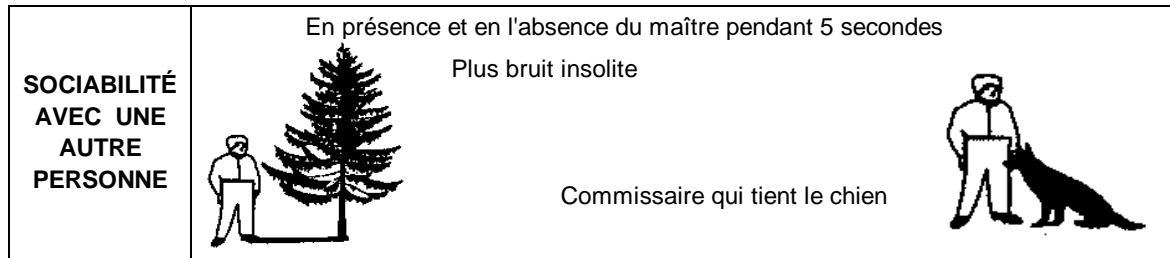 En présence et en l'absence du maître pendant 5 secondes
Plus bruit insolite
SOCIABILITÉ
AVEC UNE
AUTRE
PERSONNE
Commissaire qui tient le chien